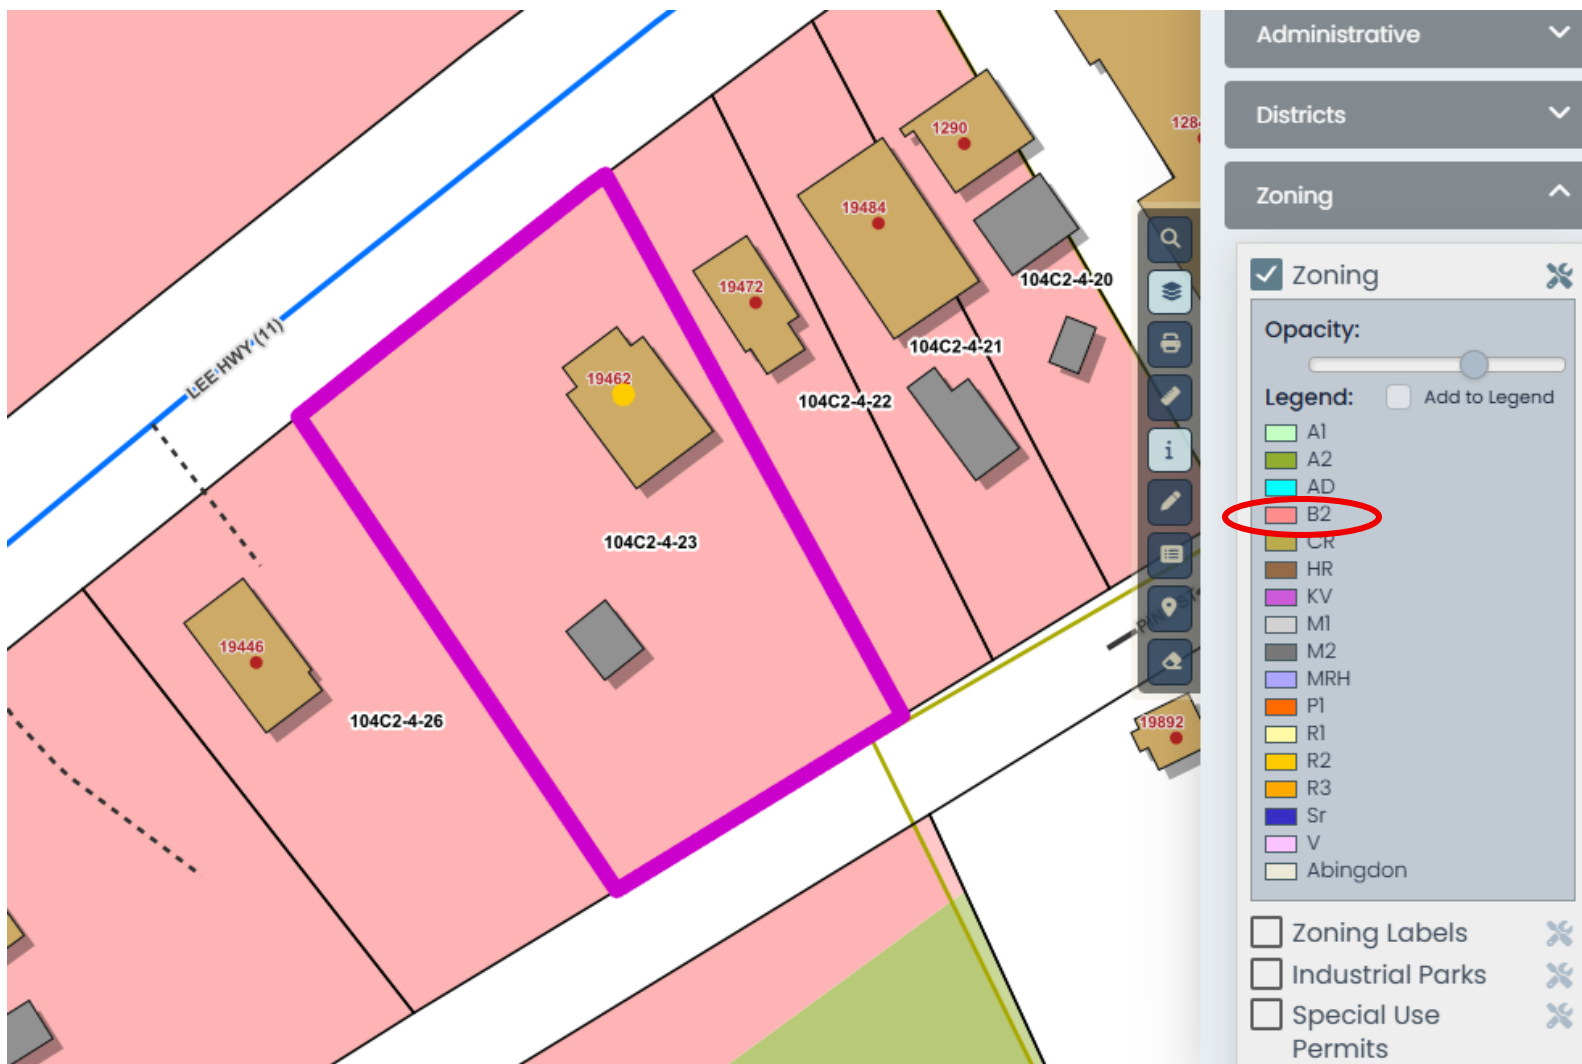 Administrative
Districts
Zoning
Zoning
Opacity:
Legend:
Add to Legend
A1
A2
AD
B2
CR
HR
KV
M1
M2
MRH
P1
R1
R2
R3
Sr
V
Abingdon
Zoning Labels
Industrial Parks
Special Use
Permits
1290
19484
104C2-4-20
19472
104C2-4-21
LEE HWY (11)
19462
104C2-4-22
104C2-4-23
19446
104C2-4-26
19892
i